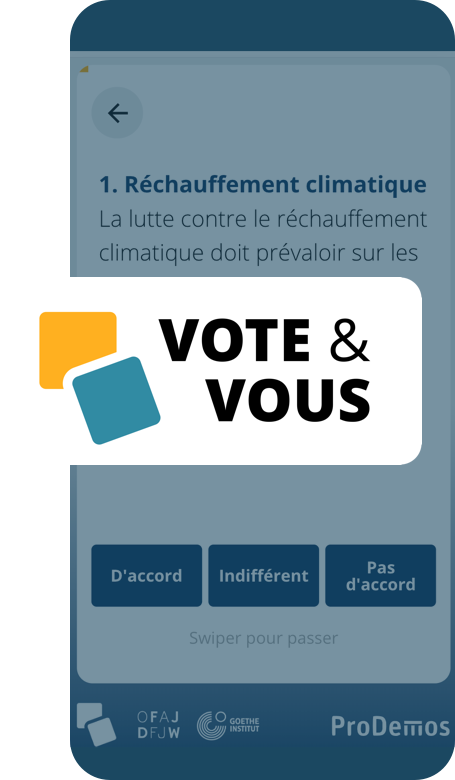 1. Réchauffement climatique
La lutte contre le réchauffement
climatique doit prévaloir sur les
VOTE &
VOUS
D'accord
Indifférent
Pas
d'accord
Swiper pour passer
OFAJ
DFJW
GOETHE
INSTITUT
ProDemos